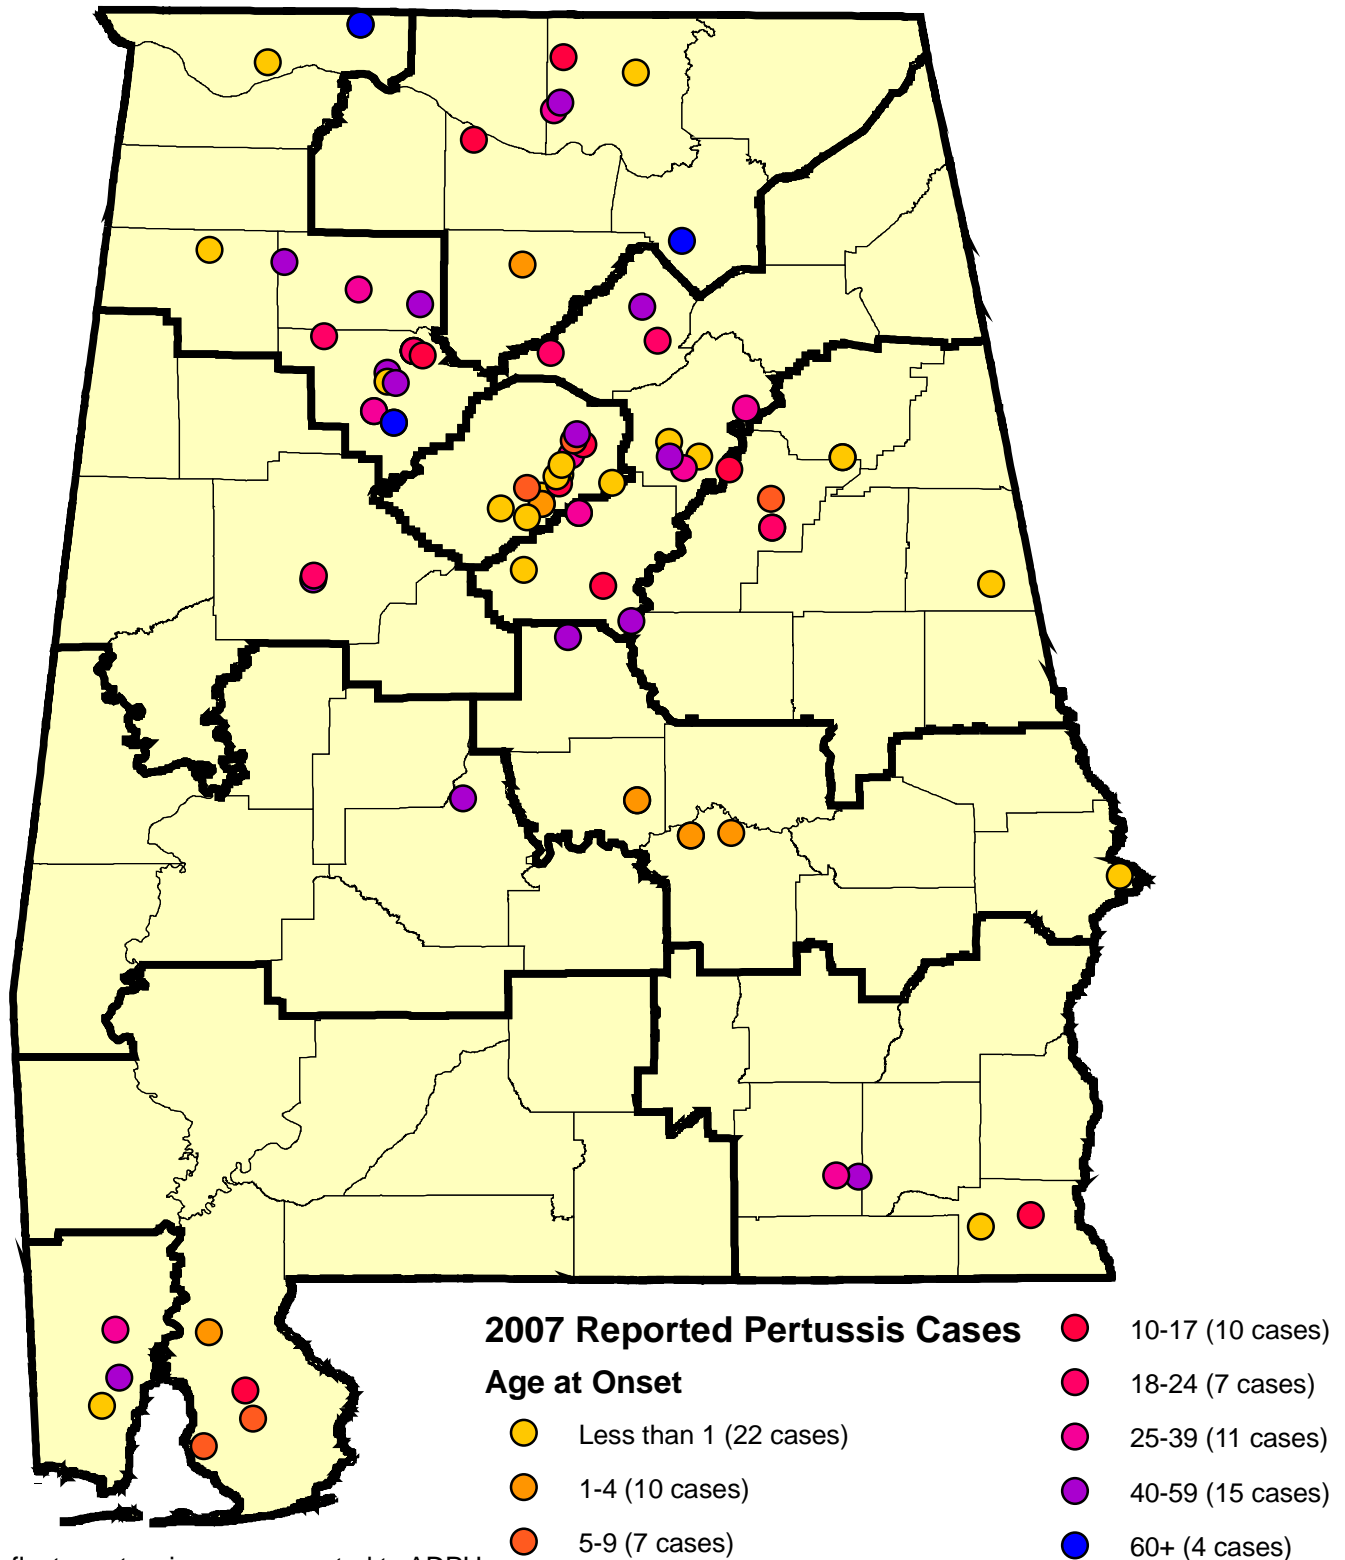 2007 Reported Pertussis Cases
Age at Onset
Less than 1 (22 cases)
1-4 (10 cases)
5-9 (7 cases)
10-17 (10 cases)
18-24 (7 cases)
25-39 (11 cases)
40-59 (15 cases)
60+ (4 cases)